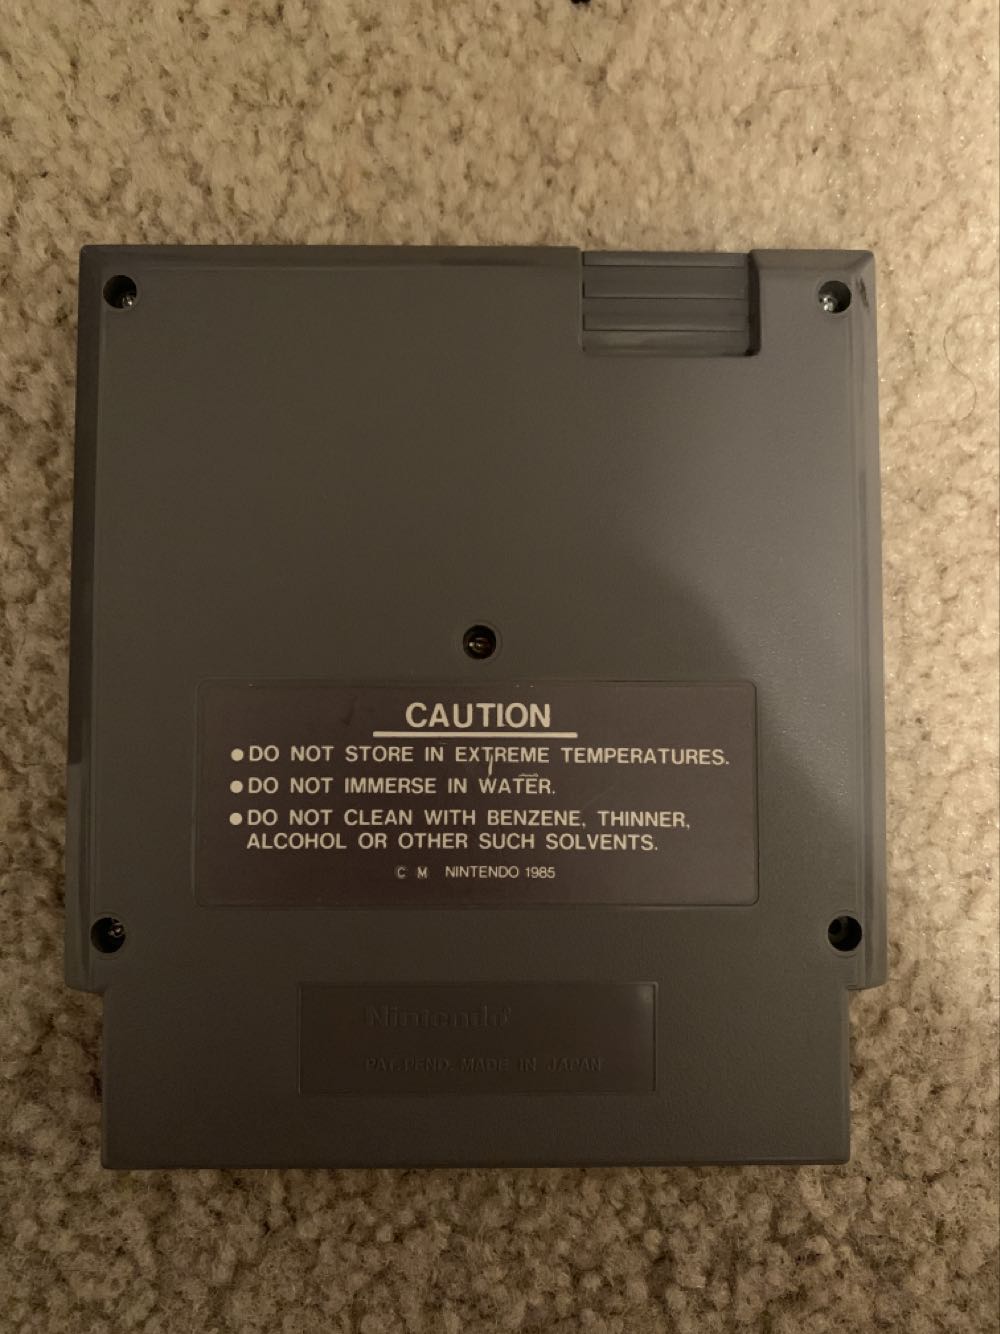 CAUTION
●DO NOT STORE IN EXTREME TEMPERATURES.
●DO NOT IMMERSE IN WATER.
●DO NOT CLEAN WITH BENZENE, THINNER,
ALCOHOL OR OTHER SUCH SOLVENTS.
C M NINTENDO 1985
Nintendo®
PAT. PEND. MADE IN JAPAN